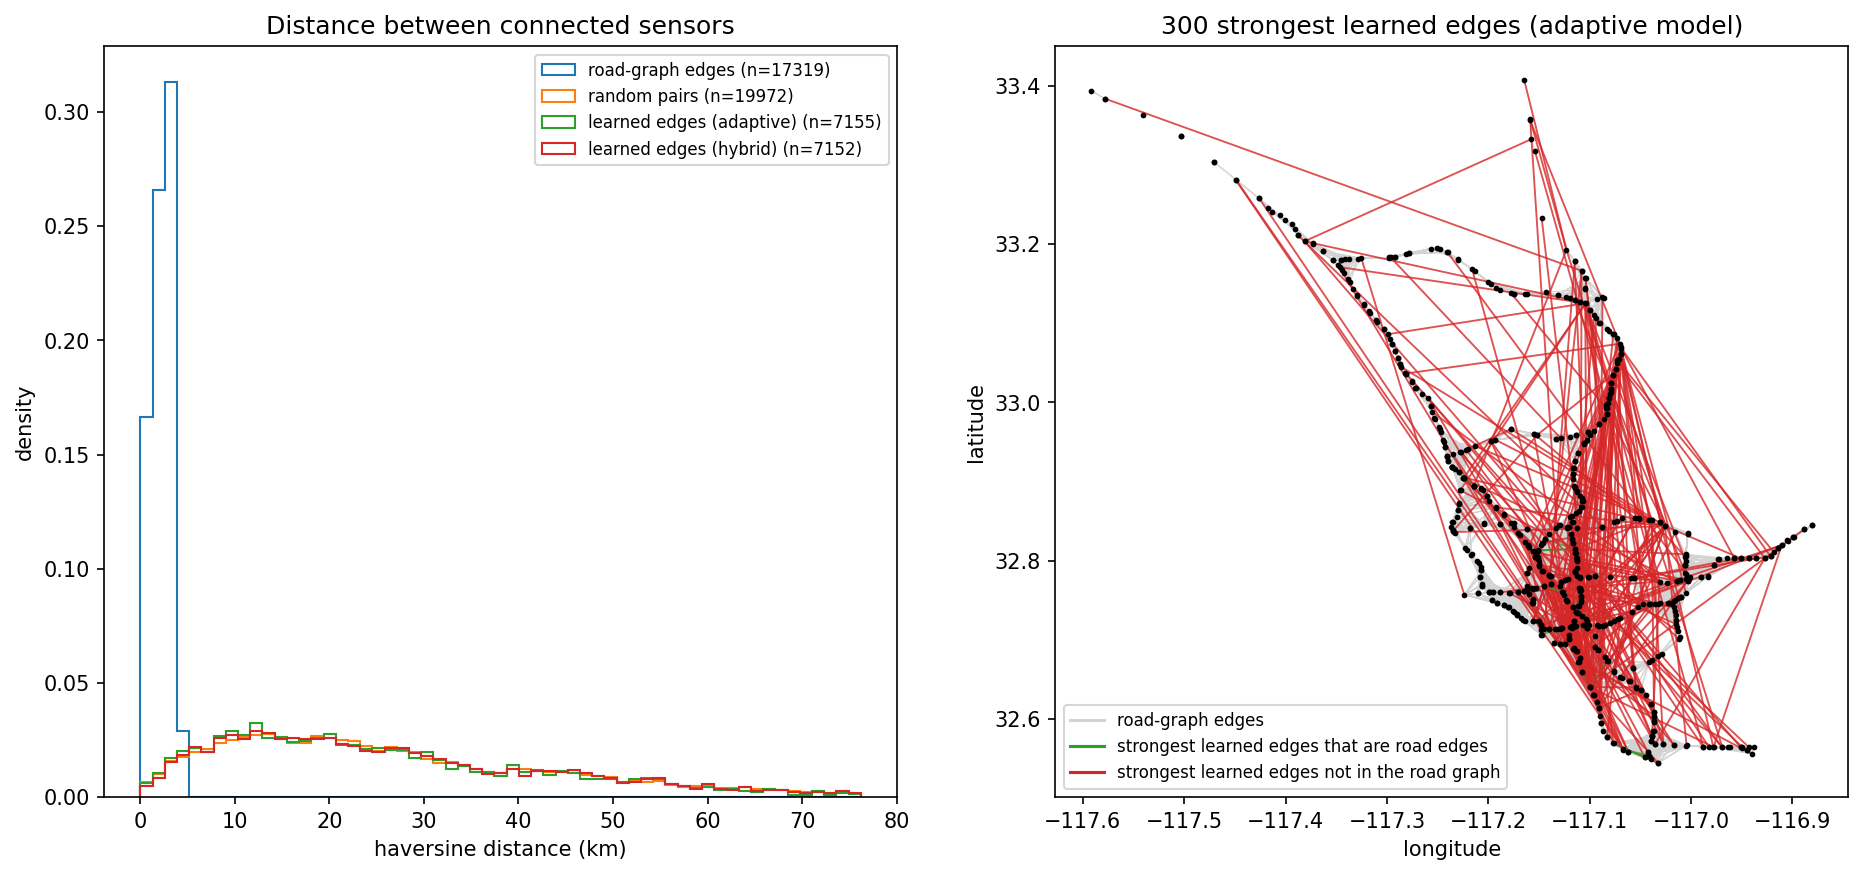 Distance between connected sensors
road-graph edges (n=17319)
random pairs (n=19972)
learned edges (adaptive) (n=7155)
learned edges (hybrid) (n=7152)
density
0.30
0.25
0.20
0.15
0.10
0.05
0.00
0 10 20 30 40 50 60 70 80
haversine distance (km)
300 strongest learned edges (adaptive model)
latitude
33.4
33.2
33.0
32.8
32.6
road-graph edges
strongest learned edges that are road edges
strongest learned edges not in the road graph
−117.6 −117.5 −117.4 −117.3 −117.2 −117.1 −117.0 −116.9
longitude